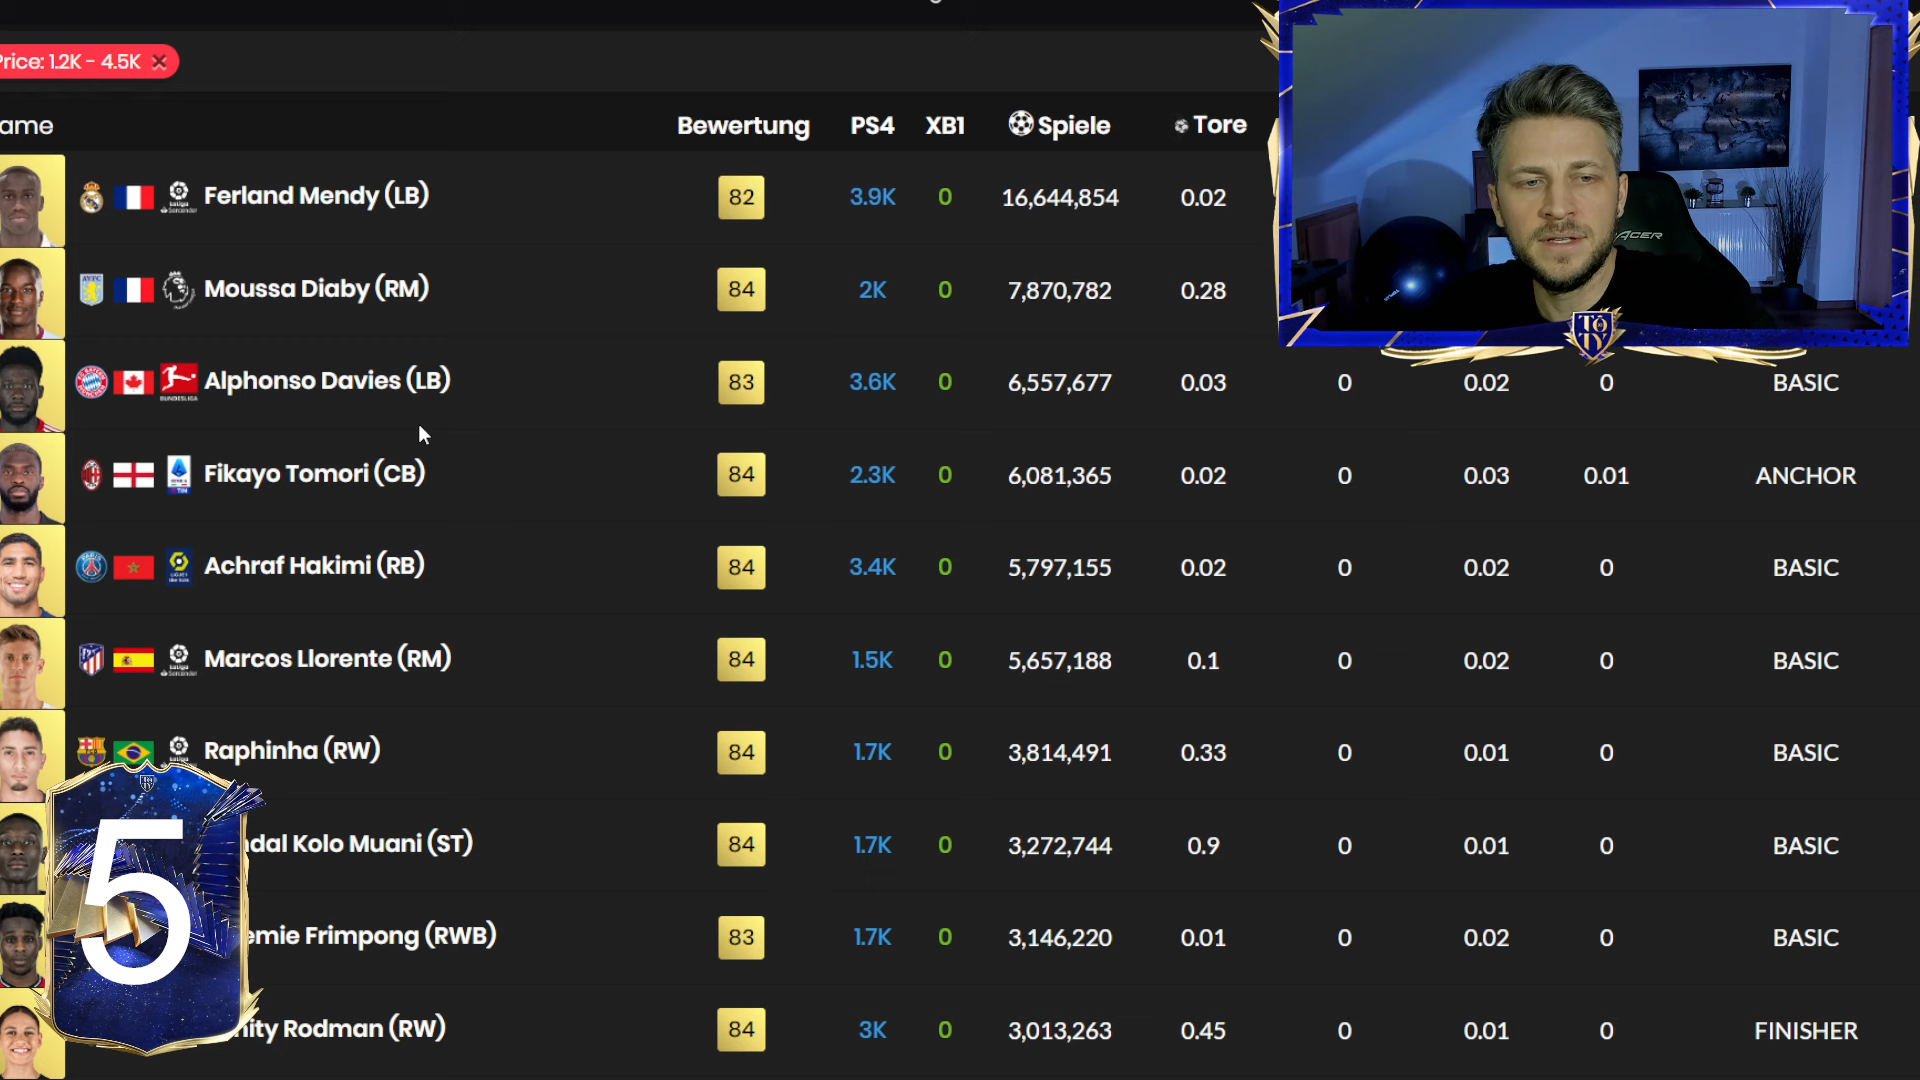 Price: 1.2K - 4.5K
ame Bewertung PS4 XB1 Spiele Tore
Ferland Mendy (LB) 82 3.9K 0 16,644,854 0.02
Moussa Diaby (RM) 84 2K 0 7,870,782 0.28
Alphonso Davies (LB) 83 3.6K 0 6,557,677 0.03 0 0.02 0 BASIC
Fikayo Tomori (CB) 84 2.3K 0 6,081,365 0.02 0 0.03 0.01 ANCHOR
Achraf Hakimi (RB) 84 3.4K 0 5,797,155 0.02 0 0.02 0 BASIC
Marcos Llorente (RM) 84 1.5K 0 5,657,188 0.1 0 0.02 0 BASIC
Raphinha (RW) 84 1.7K 0 3,814,491 0.33 0 0.01 0 BASIC
dal Kolo Muani (ST) 84 1.7K 0 3,272,744 0.9 0 0.01 0 BASIC
emie Frimpong (RWB) 83 1.7K 0 3,146,220 0.01 0 0.02 0 BASIC
ity Rodman (RW) 84 3K 0 3,013,263 0.45 0 0.01 0 FINISHER
5
ACER
TO
TY